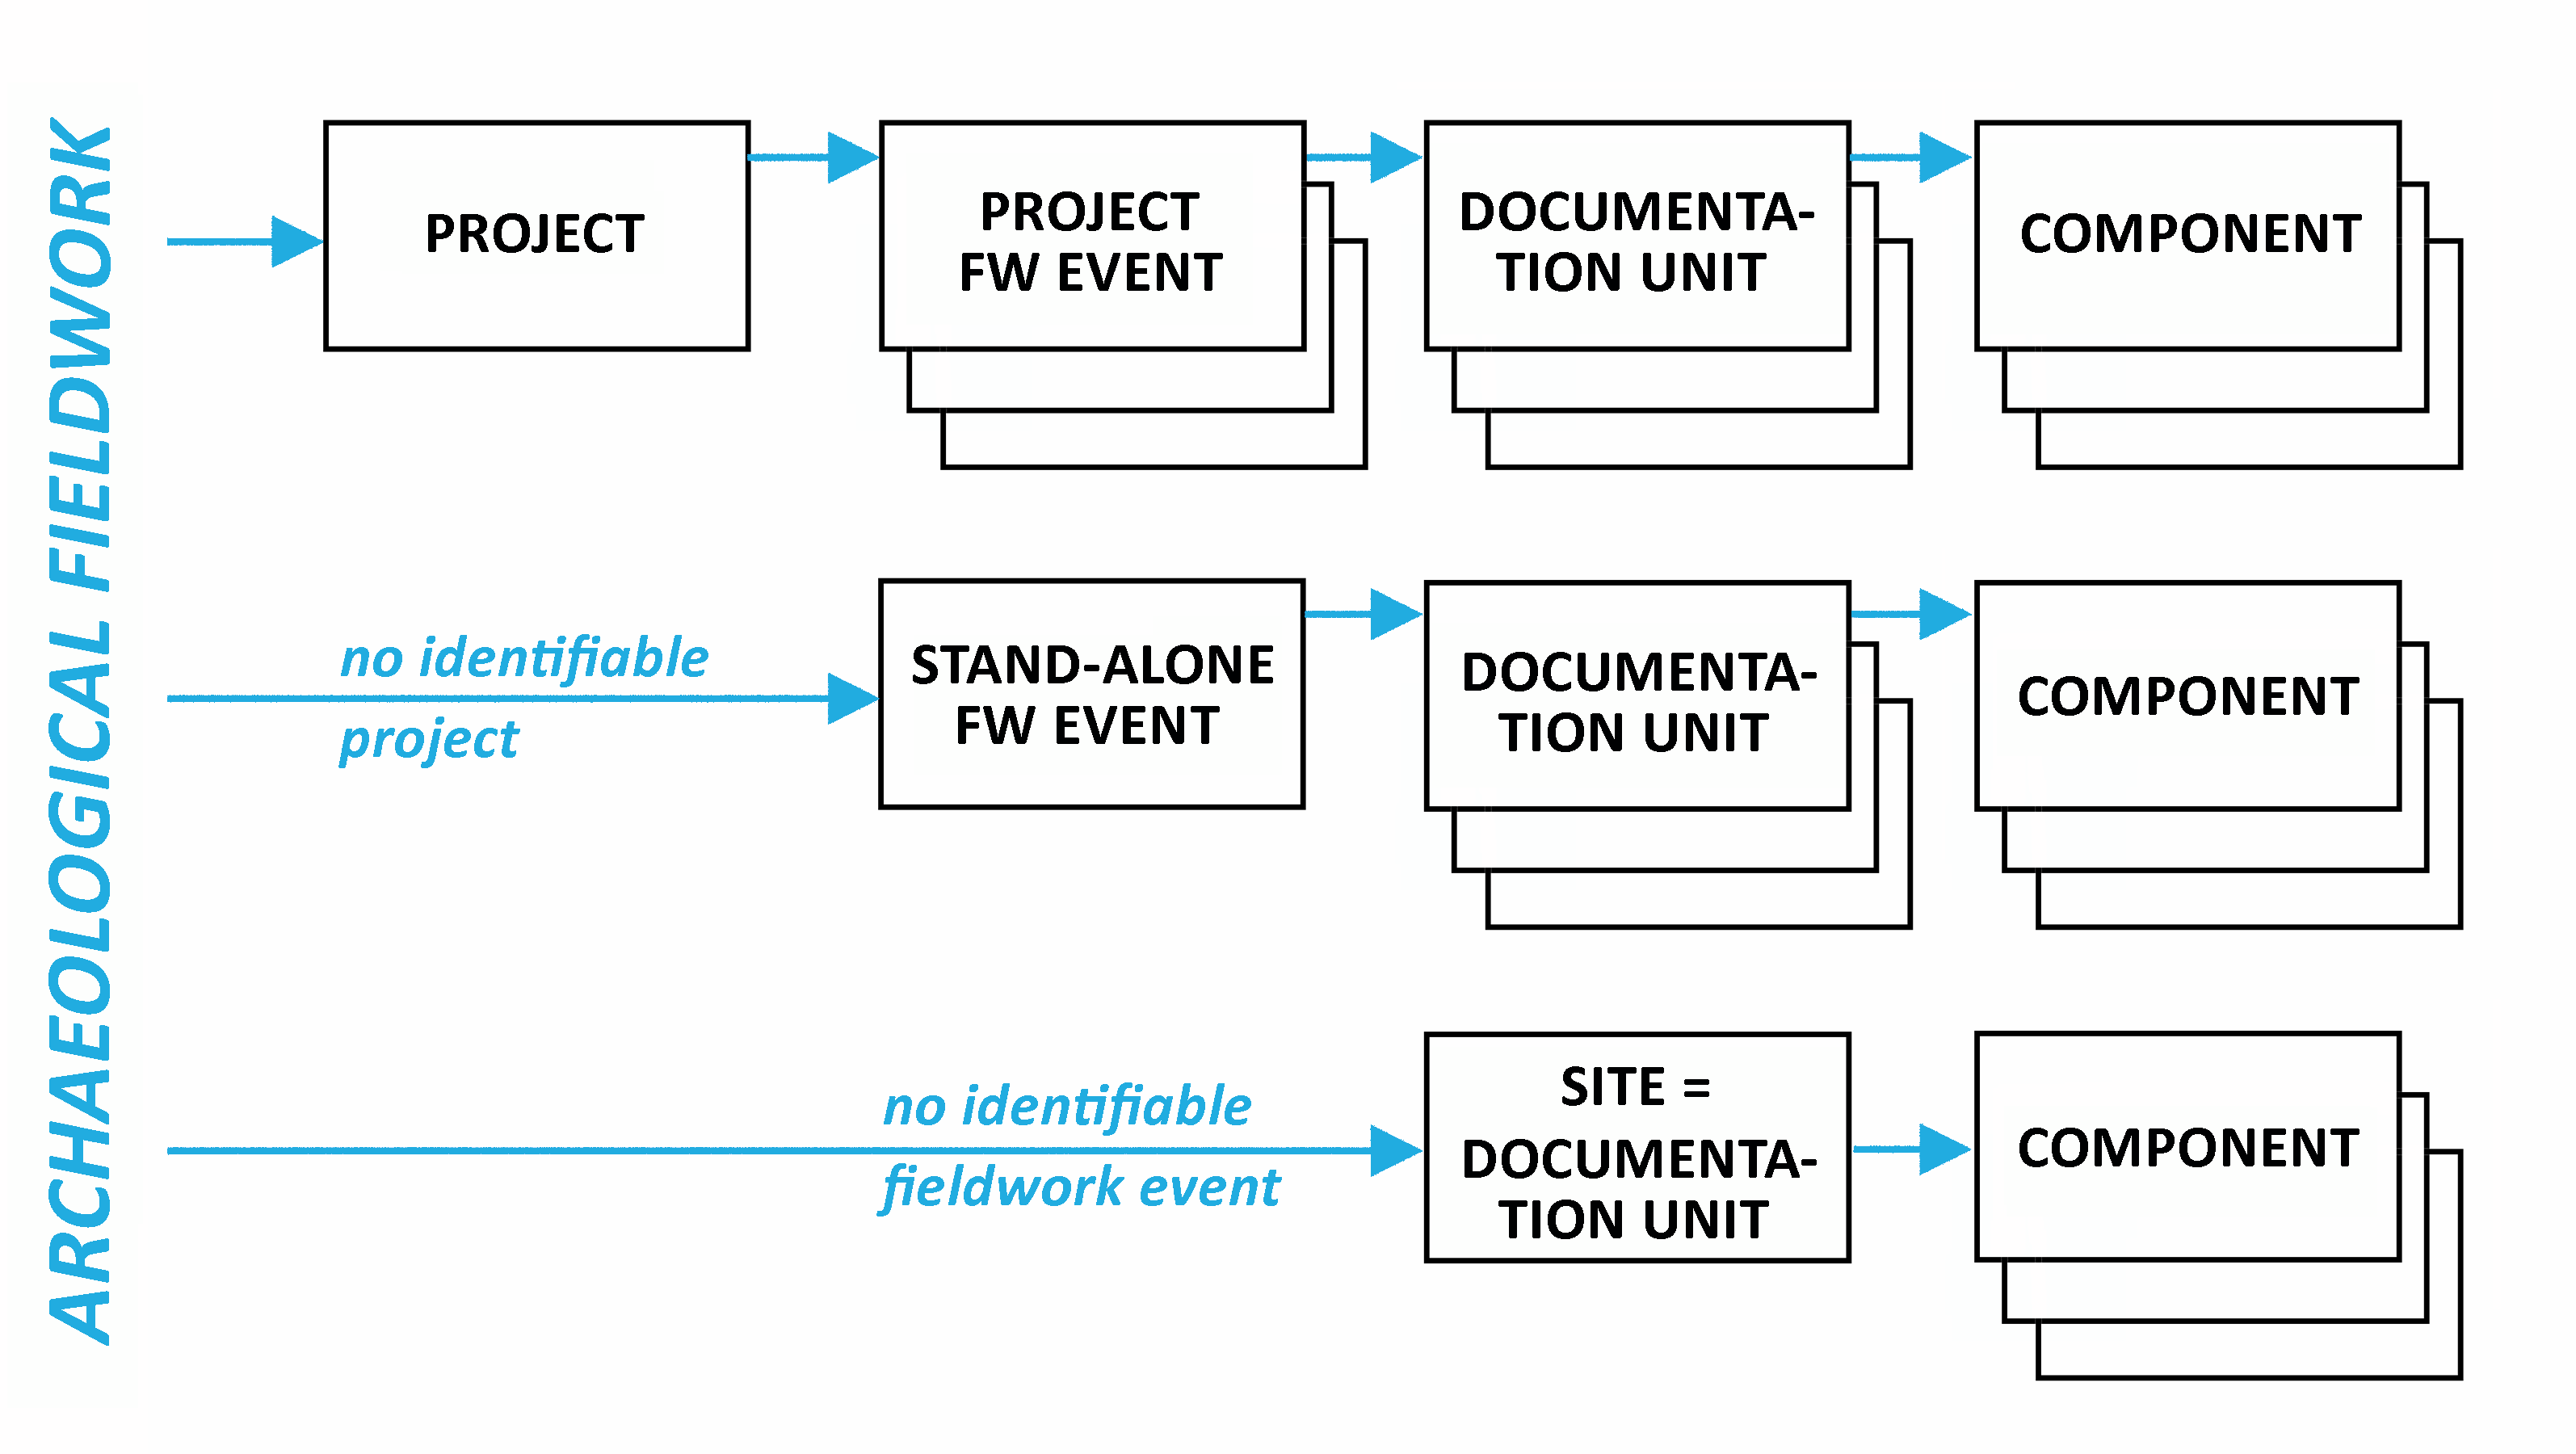 ARCHAEOLOGICAL FIELDWORK
PROJECT
PROJECT
FW EVENT
DOCUMENTA-
TION UNIT
COMPONENT
no identifiable
project
STAND-ALONE
FW EVENT
DOCUMENTA-
TION UNIT
COMPONENT
no identifiable
fieldwork event
SITE =
DOCUMENTA-
TION UNIT
COMPONENT